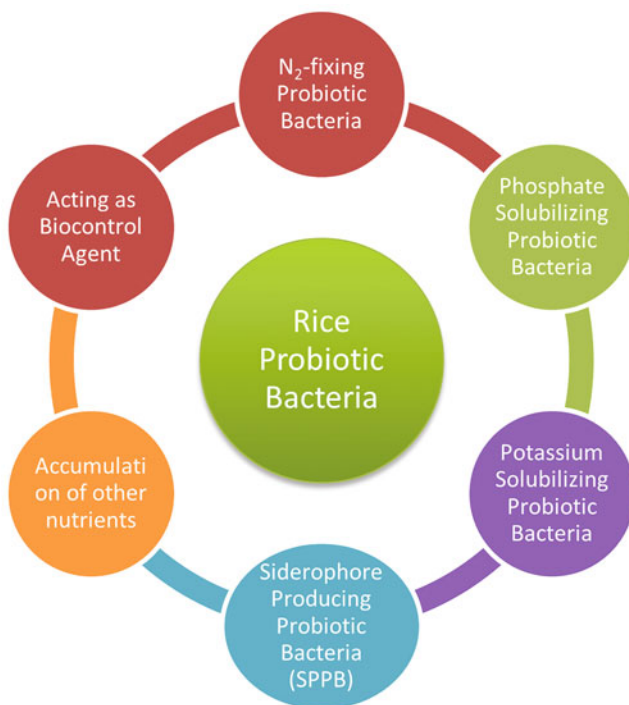 N₂-fixing
Probiotic
Bacteria
Phosphate
Solubilizing
Probiotic
Bacteria
Potassium
Solubilizing
Probiotic
Bacteria
Siderophore
Producing
Probiotic
Bacteria
(SPPB)
Accumulati
on of other
nutrients
Acting as
Biocontrol
Agent
Rice
Probiotic
Bacteria